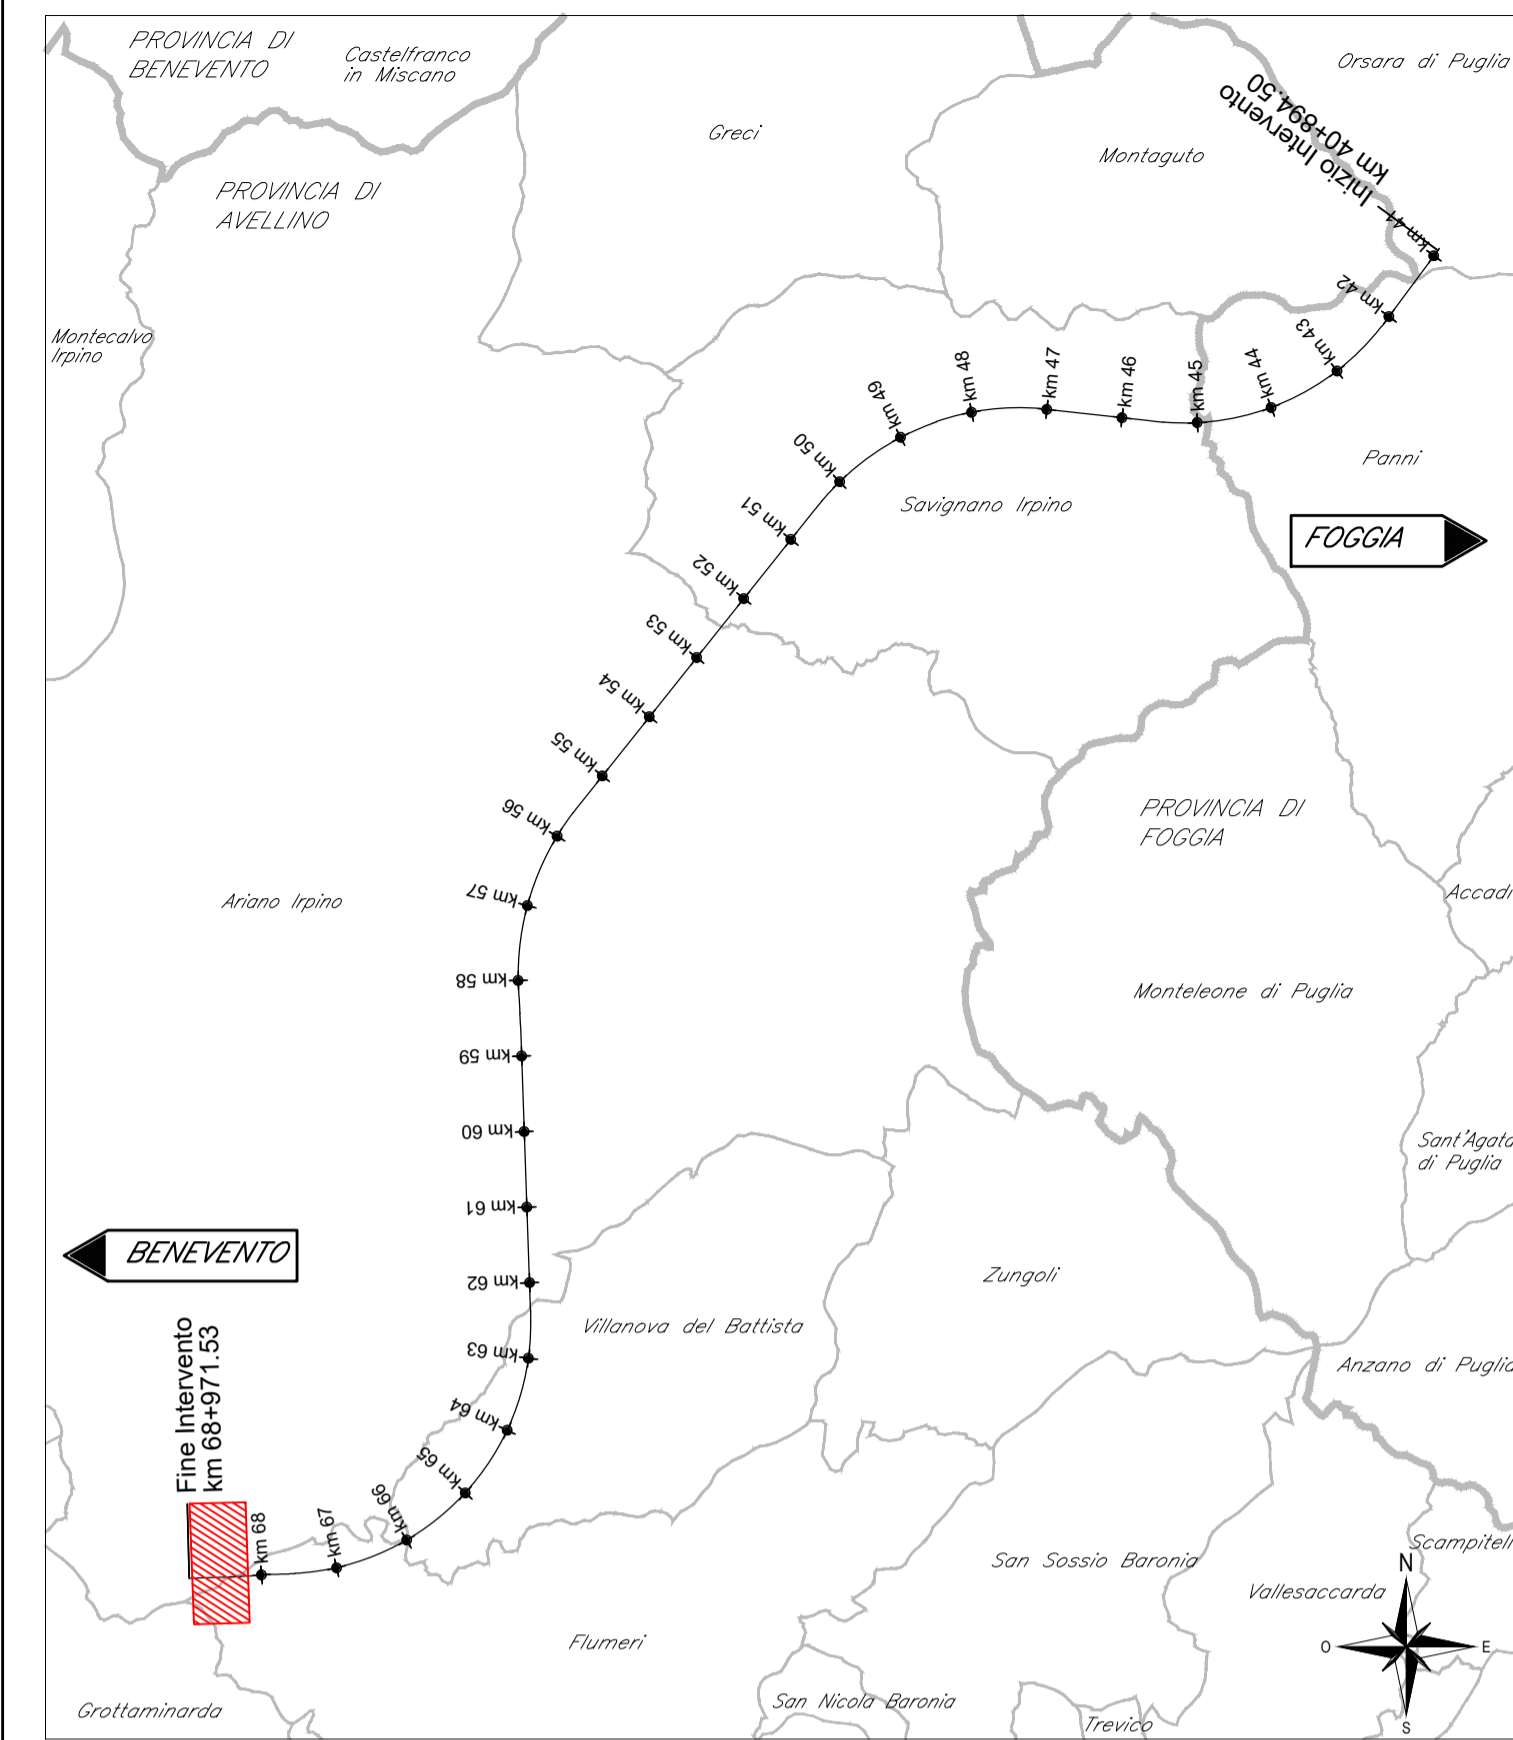 PROVINCIA DI
BENEVENTO
Castelfranco
in Miscano
Orsara di Puglia
Greci
Montaguto
Inizio Intervento
km 40+894.50
PROVINCIA DI
AVELLINO
km 41
km 42
km 43
km 44
km 45
km 46
km 47
km 48
km 49
km 50
km 51
km 52
km 53
km 54
km 55
km 56
km 57
km 58
km 59
km 60
km 61
km 62
km 63
km 64
km 65
km 66
km 67
km 68
Montecalvo
Irpino
Panni
Savignano Irpino
FOGGIA
PROVINCIA DI
FOGGIA
Ariano Irpino
Accadi
Monteleone di Puglia
Sant'Agata
di Puglia
BENEVENTO
Zungoli
Villanova del Battista
Anzano di Puglia
Fine Intervento
km 68+971.53
San Sossio Baronia
Scampitell
Vallesaccarda
N
O
E
S
Flumeri
San Nicola Baronia
Grottaminarda
Trevico